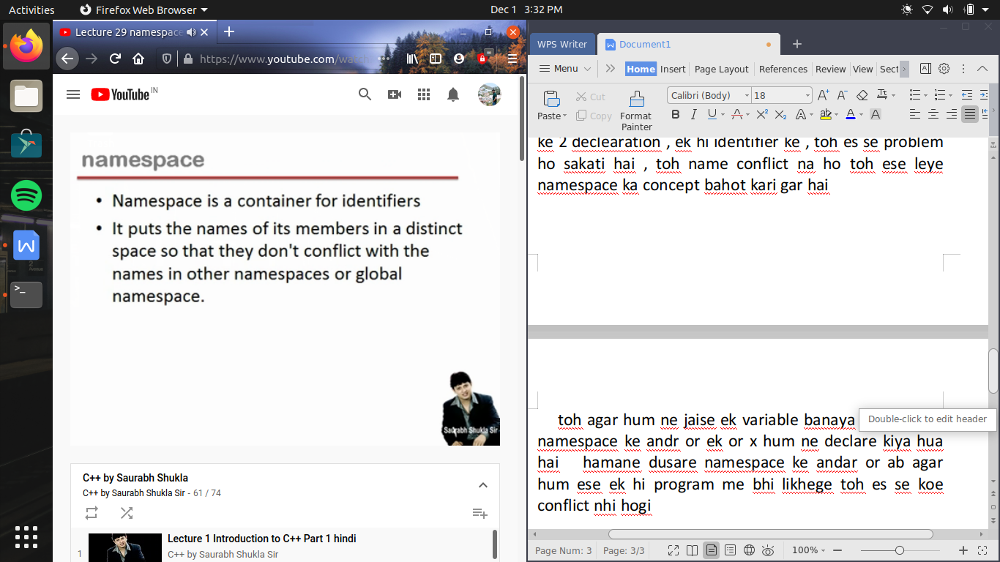 Activities
Firefox Web Browser
Dec 1 3:32 PM
Lecture 29 namespace
https://www.youtube.com/watc
YouTube IN
namespace
• Namespace is a container for identifiers
• It puts the names of its members in a distinct
space so that they don't conflict with the
names in other namespaces or global
namespace.
Saurabh Shukla Sir
C++ by Saurabh Shukla
C++ by Saurabh Shukla Sir - 61 / 74
1
Lecture 1 Introduction to C++ Part 1 hindi
C++ by Saurabh Shukla Sir
WPS Writer
Document1
Menu
Home Insert Page Layout References Review View Sect
Paste
Cut
Copy
Format
Painter
Calibri (Body) 18
ke 2 declearation , ek hi identifier ke , toh es se problem
ho sakati hai , toh name conflict na ho toh ese leye
namespace ka concept bahot kari gar hai
toh agar hum ne jaise ek variable banaya
Double-click to edit header
namespace ke andr or ek or x hum ne declare kiya hua
hai hamane dusare namespace ke andar or ab agar
hum ese ek hi program me bhi likhege toh es se koe
conflict nhi hogi
Page Num: 3 Page: 3/3
100%